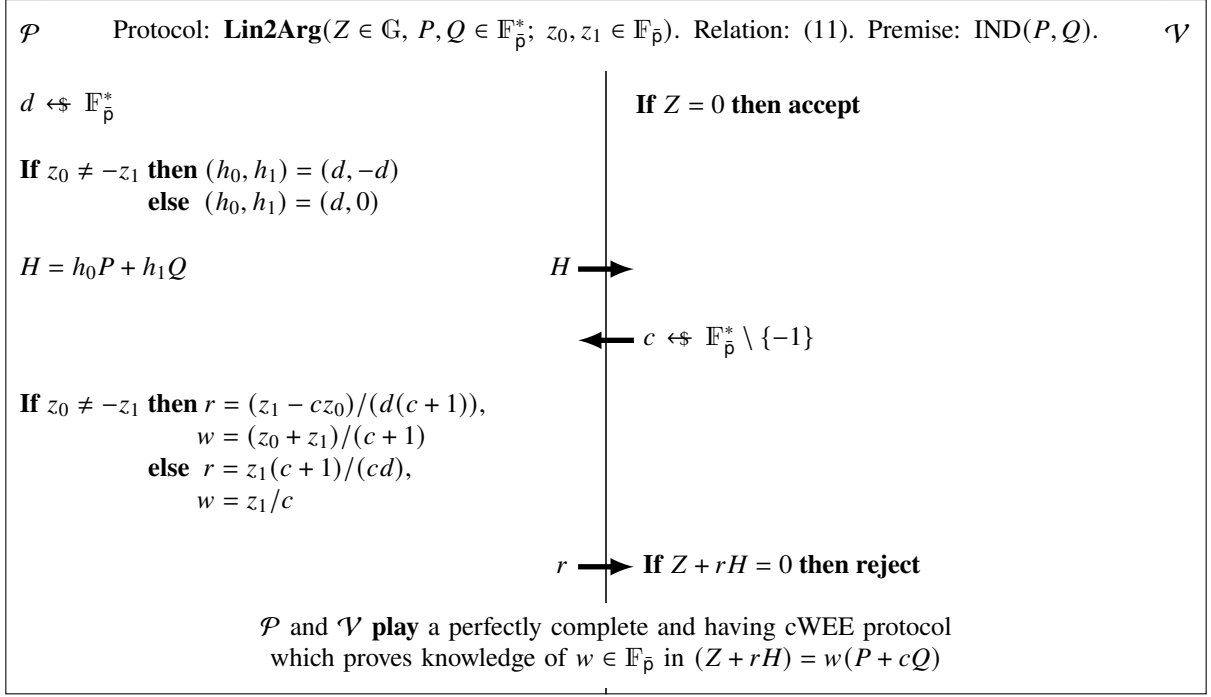 𝒫 Protocol: Lin2Arg(Z ∈ 𝔾, P, Q ∈ 𝔽*_p̄; z₀, z₁ ∈ 𝔽_p̄). Relation: (11). Premise: IND(P, Q). 𝒱
d ↞$ 𝔽*_p̄
If Z = 0 then accept
If z₀ ≠ −z₁ then (h₀, h₁) = (d, −d)
else (h₀, h₁) = (d, 0)
H = h₀P + h₁Q
H
c ↞$ 𝔽*_p̄ \ {−1}
If z₀ ≠ −z₁ then r = (z₁ − cz₀)/(d(c + 1)),
w = (z₀ + z₁)/(c + 1)
else r = z₁(c + 1)/(cd),
w = z₁/c
r
If Z + rH = 0 then reject
𝒫 and 𝒱 play a perfectly complete and having cWEE protocol
which proves knowledge of w ∈ 𝔽_p̄ in (Z + rH) = w(P + cQ)